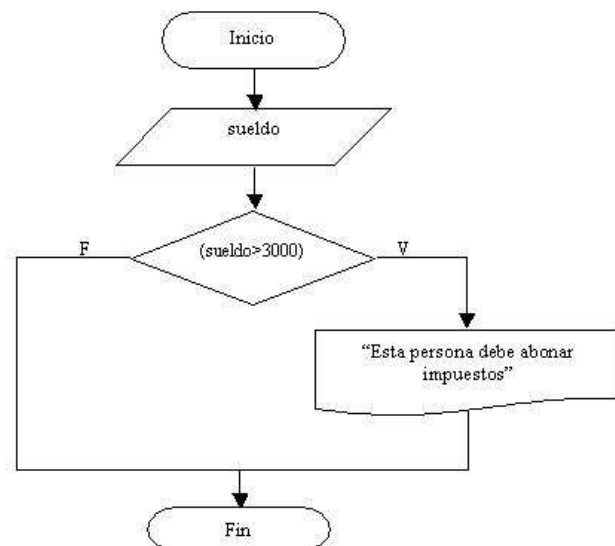 Inicio
sueldo
(sueldo>3000)
F
V
“Esta persona debe abonar
impuestos”
Fin